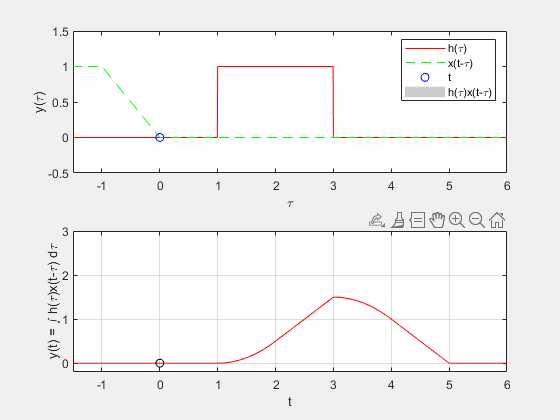 1.5
1
0.5
0
-0.5
y(τ)
h(τ)
x(t-τ)
t
h(τ)x(t-τ)
-1 0 1 2 3 4 5 6
τ
3
2
1
0
y(t) = ∫ h(τ)x(t-τ) dτ
-1 0 1 2 3 4 5 6
t